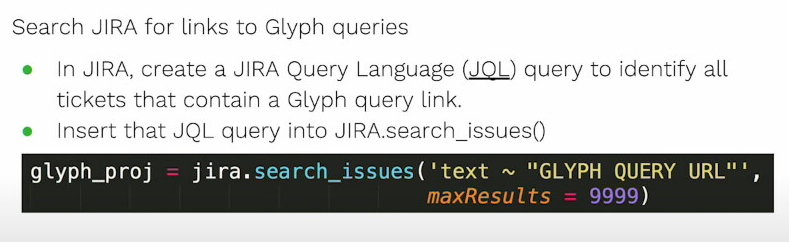 Search JIRA for links to Glyph queries
● In JIRA, create a JIRA Query Language (JQL) query to identify all
tickets that contain a Glyph query link.
● Insert that JQL query into JIRA.search_issues()
glyph_proj = jira.search_issues('text ~ "GLYPH QUERY URL"',
maxResults = 9999)